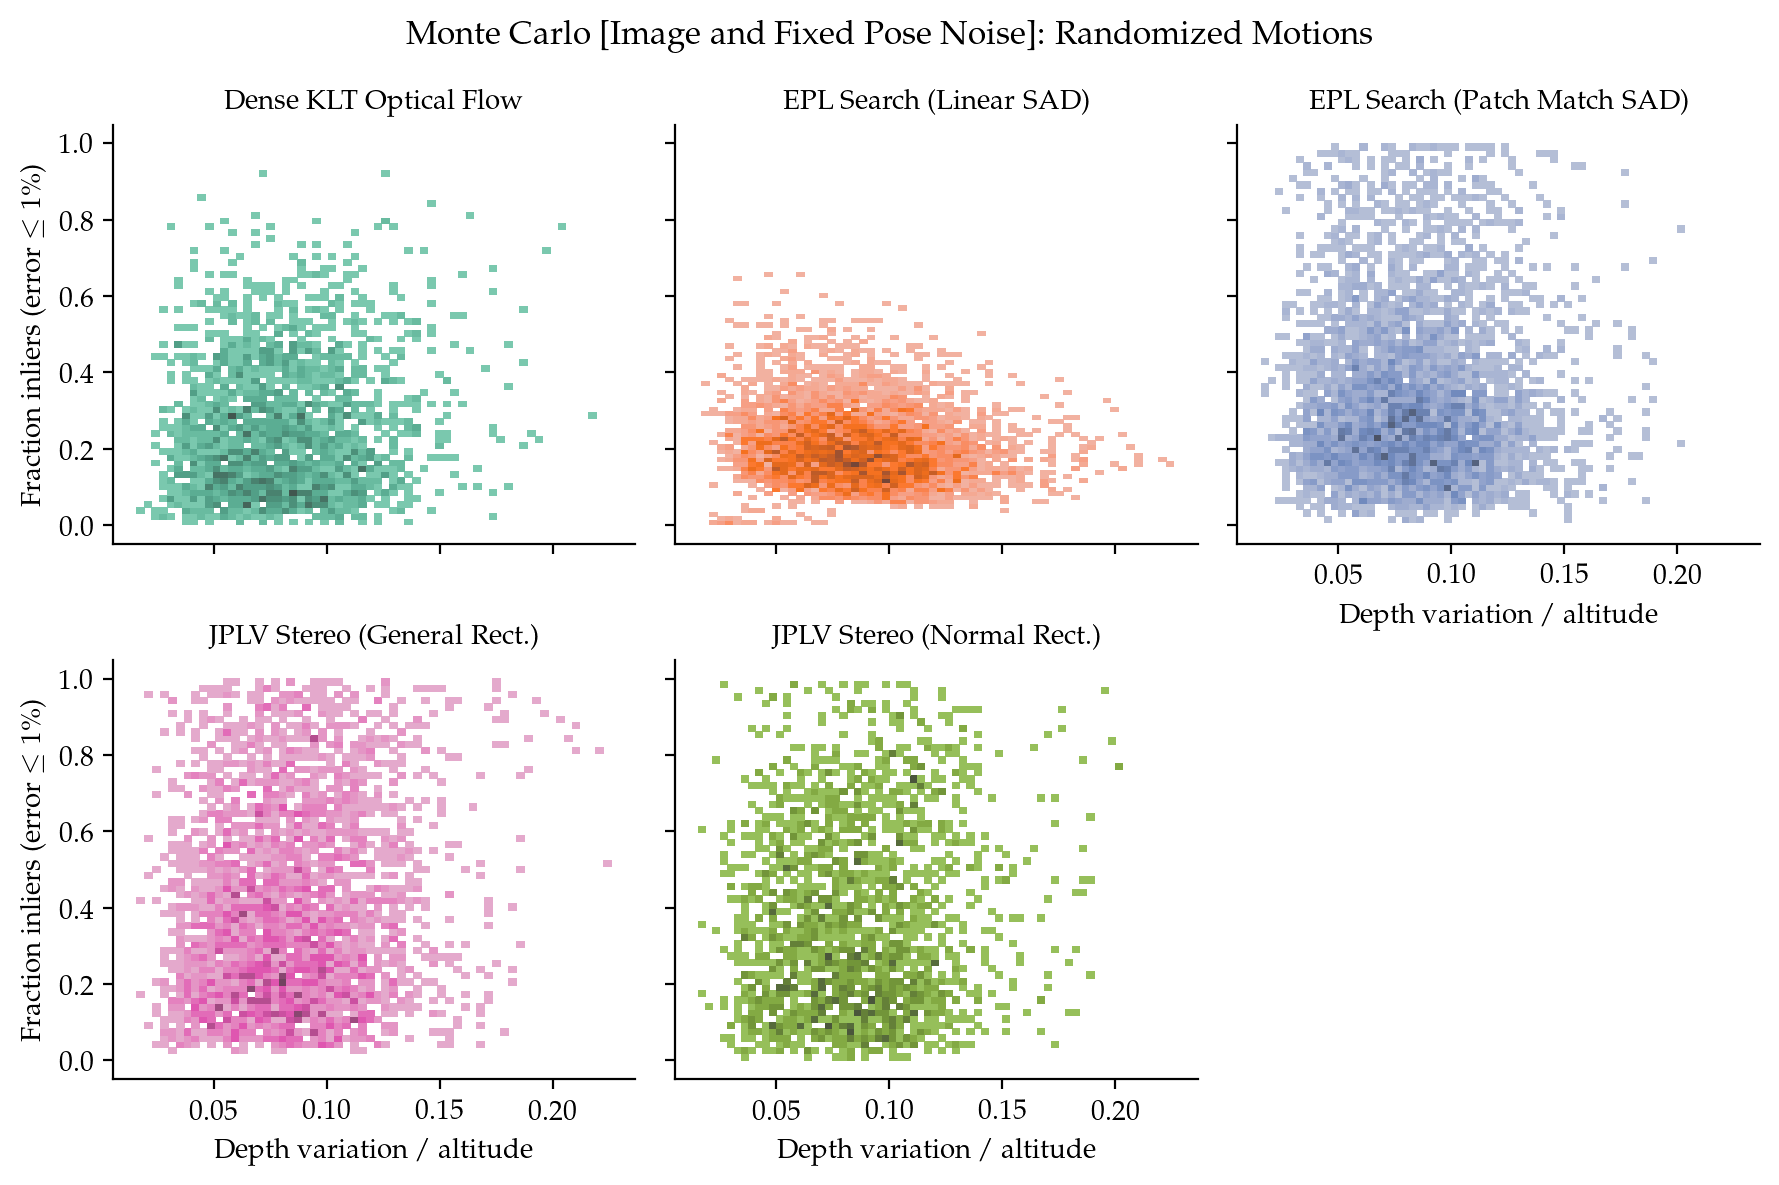 Monte Carlo [Image and Fixed Pose Noise]: Randomized Motions
Dense KLT Optical Flow
EPL Search (Linear SAD)
EPL Search (Patch Match SAD)
Fraction inliers (error ≤ 1%)
1.0
0.8
0.6
0.4
0.2
0.0
0.05 0.10 0.15 0.20
Depth variation / altitude
JPLV Stereo (General Rect.)
JPLV Stereo (Normal Rect.)
Fraction inliers (error ≤ 1%)
1.0
0.8
0.6
0.4
0.2
0.0
0.05 0.10 0.15 0.20
0.05 0.10 0.15 0.20
Depth variation / altitude
Depth variation / altitude